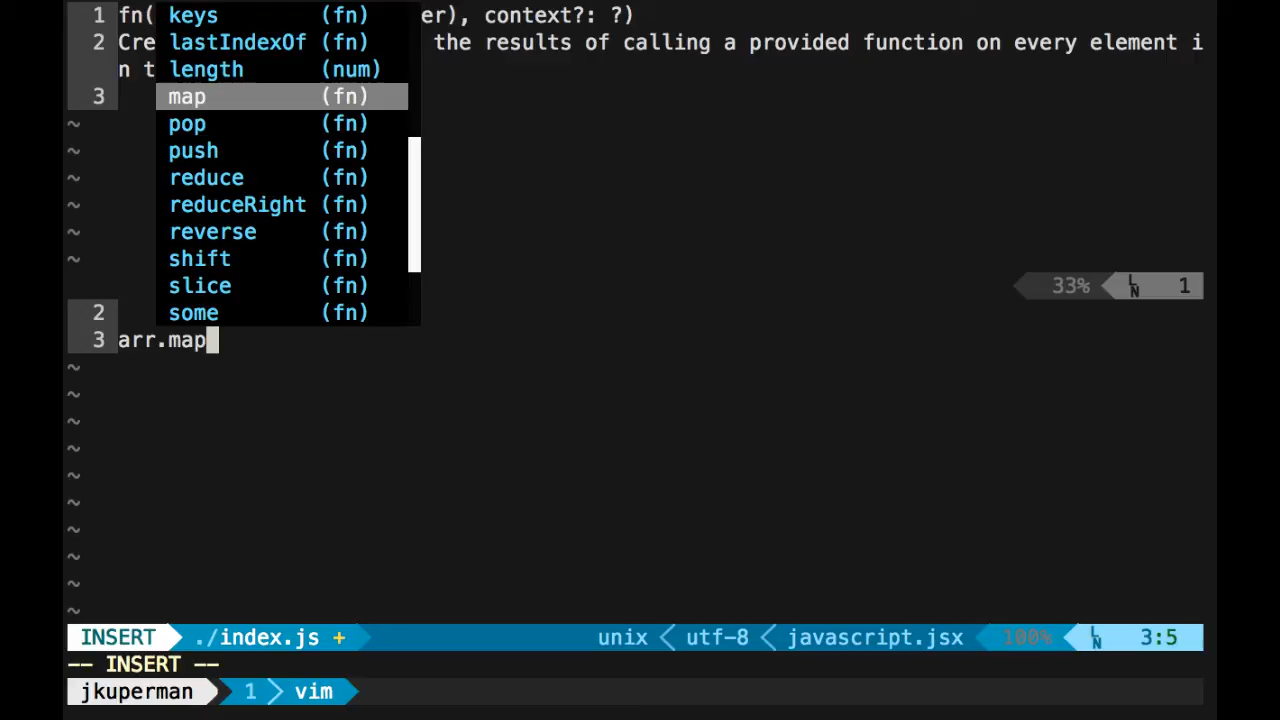 1 fn( keys (fn) er), context?: ?)
2 Cre lastIndexOf (fn) the results of calling a provided function on every element i
n t length (num)
3 map (fn)
~ pop (fn)
~ push (fn)
~ reduce (fn)
~ reduceRight (fn)
~ reverse (fn)
~ shift (fn)
slice (fn) 33% LN 1
2 some (fn)
3 arr.map
~
~
~
~
~
~
~
~
~
~
INSERT ./index.js + unix utf-8 javascript.jsx 100% LN 3:5
-- INSERT --
jkuperman 1 vim